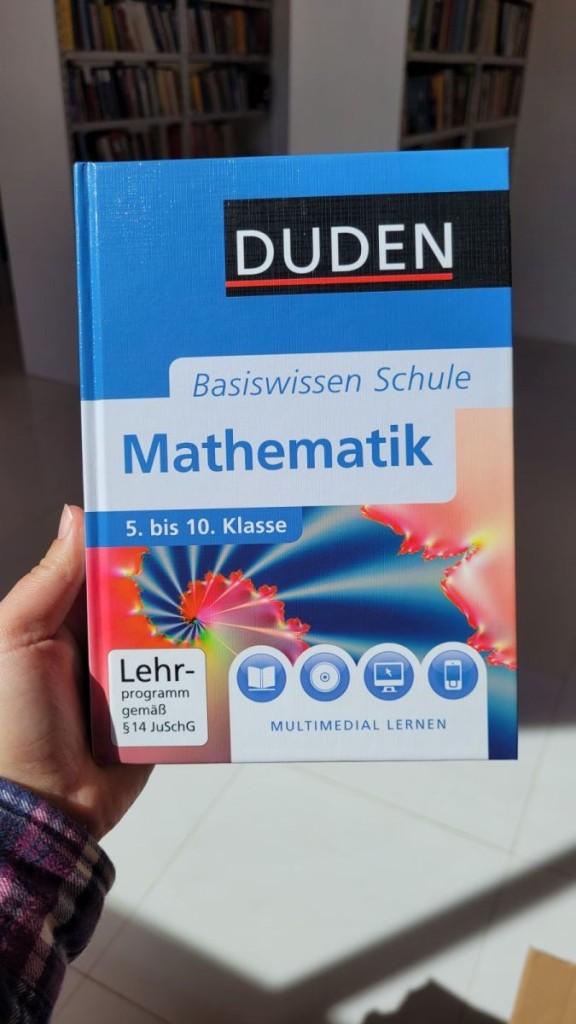 DUDEN
Basiswissen Schule
Mathematik
5. bis 10. Klasse
Lehr-
programm
gemäß
§ 14 JuSchG
MULTIMEDIAL LERNEN